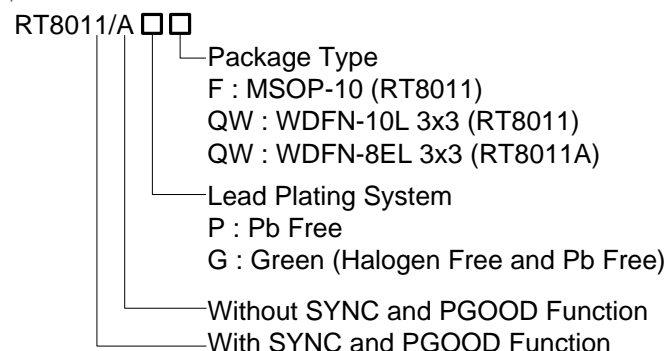 RT8011/A
Package Type
F : MSOP-10 (RT8011)
QW : WDFN-10L 3x3 (RT8011)
QW : WDFN-8EL 3x3 (RT8011A)
Lead Plating System
P : Pb Free
G : Green (Halogen Free and Pb Free)
Without SYNC and PGOOD Function
With SYNC and PGOOD Function